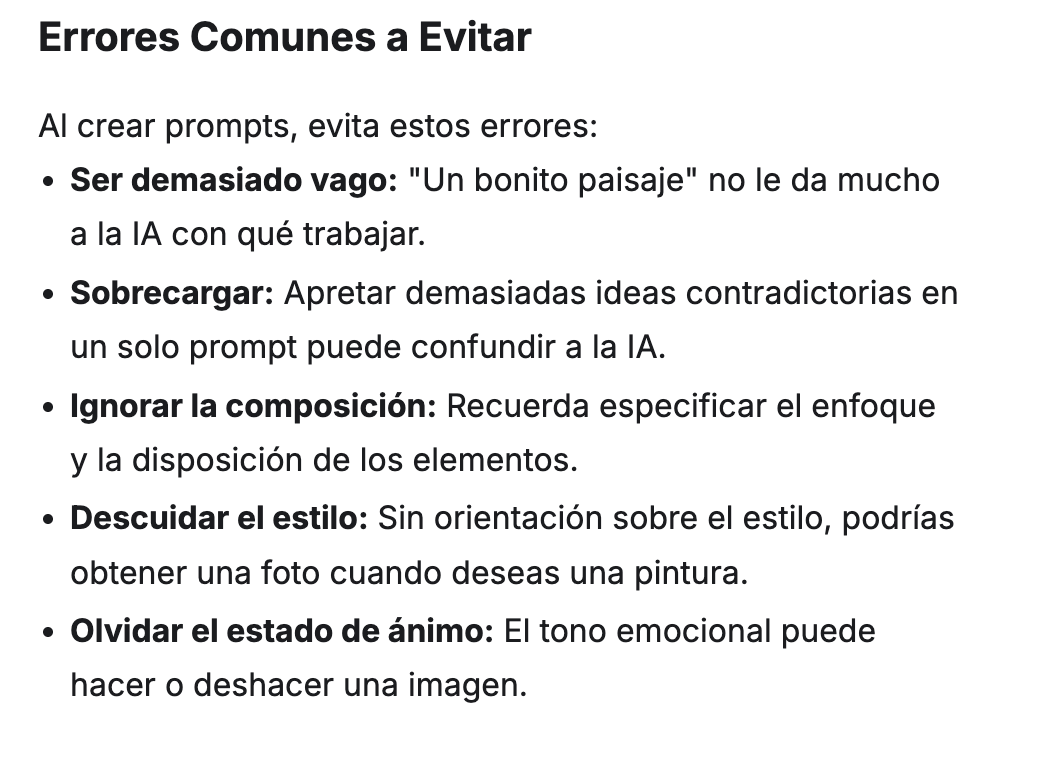 Errores Comunes a Evitar
Al crear prompts, evita estos errores:
• Ser demasiado vago: "Un bonito paisaje" no le da mucho
a la IA con qué trabajar.
• Sobrecargar: Apretar demasiadas ideas contradictorias en
un solo prompt puede confundir a la IA.
• Ignorar la composición: Recuerda especificar el enfoque
y la disposición de los elementos.
• Descuidar el estilo: Sin orientación sobre el estilo, podrías
obtener una foto cuando deseas una pintura.
• Olvidar el estado de ánimo: El tono emocional puede
hacer o deshacer una imagen.